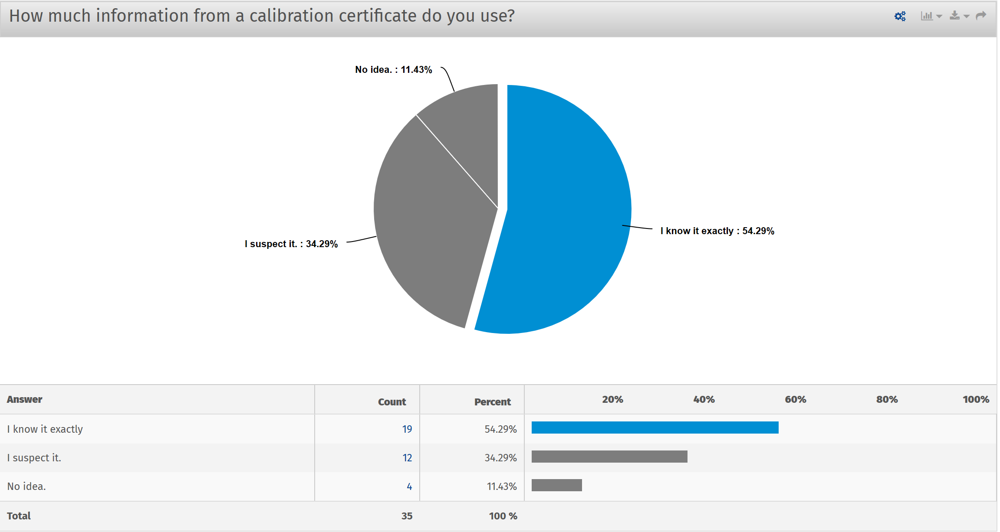 How much information from a calibration certificate do you use?
No idea. : 11.43%
I know it exactly : 54.29%
I suspect it. : 34.29%
Answer Count Percent 20% 40% 60% 80% 100%
I know it exactly 19 54.29%
I suspect it. 12 34.29%
No idea. 4 11.43%
Total 35 100 %